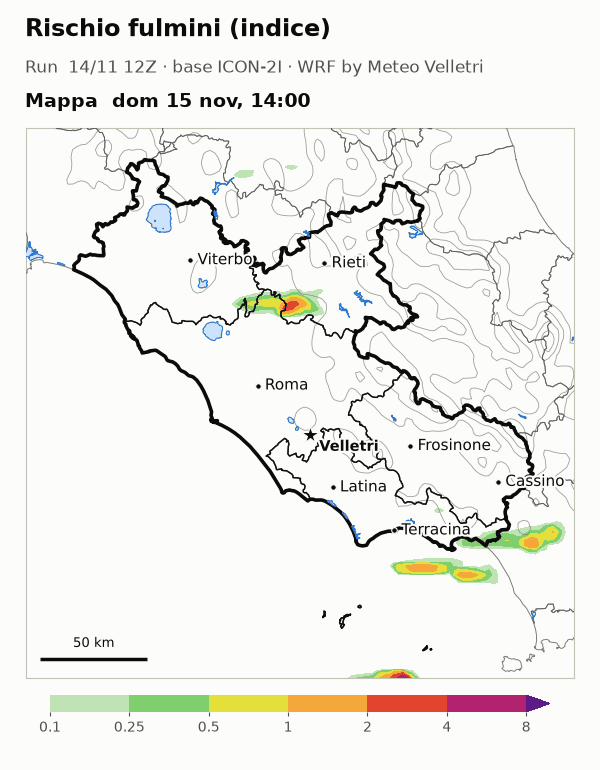 Rischio fulmini (indice)
Run  14/11 12Z · base ICON-2I · WRF by Meteo Velletri
Mappa  dom 15 nov, 14:00
Viterbo
Rieti
Roma
Velletri
Frosinone
Cassino
Latina
Terracina
50 km
0.1 0.25 0.5 1 2 4 8